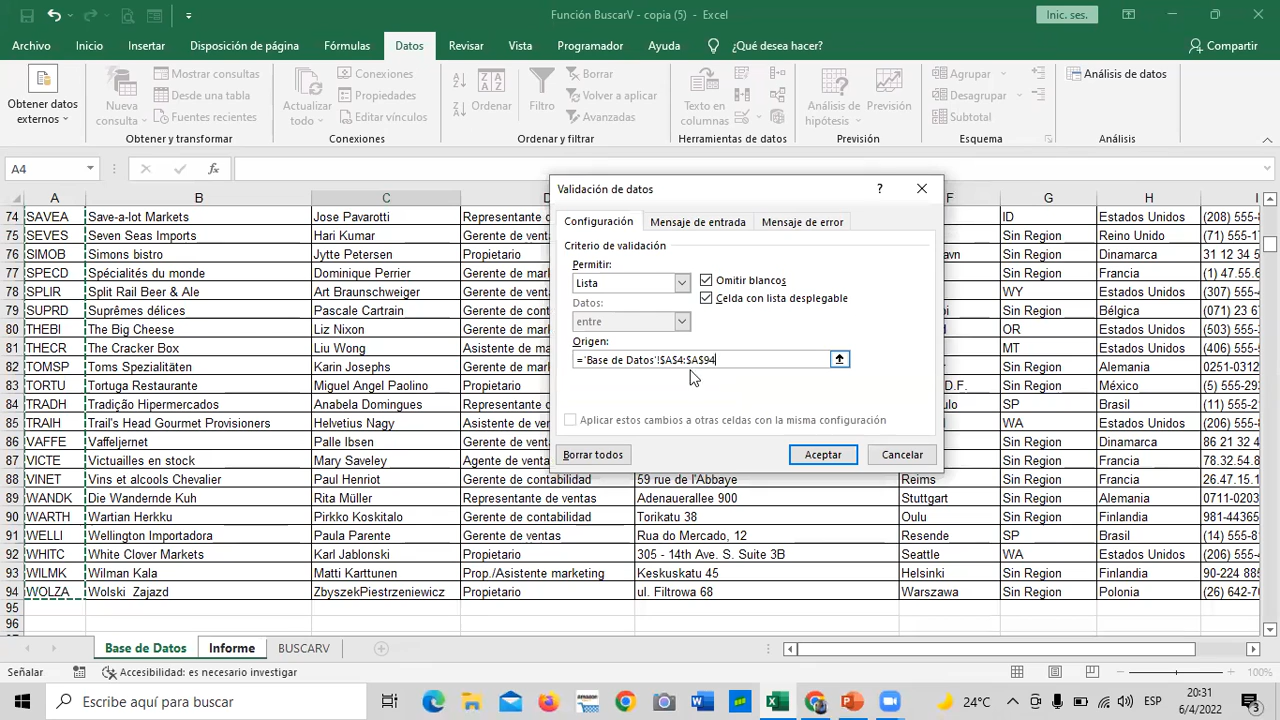 Función BuscarV - copia (5) - Excel
Inic. ses.
Archivo Inicio Insertar Disposición de página Fórmulas Datos Revisar Vista Programador Ayuda ¿Qué desea hacer? Compartir
Obtener datos externos
Nueva consulta
Mostrar consultas
Desde una tabla
Fuentes recientes
Obtener y transformar
Actualizar todo
Conexiones
Propiedades
Editar vínculos
Conexiones
Ordenar
Filtro
Borrar
Volver a aplicar
Avanzadas
Ordenar y filtrar
Texto en columnas
Herramientas de datos
Análisis de hipótesis
Previsión
Previsión
Agrupar
Desagrupar
Subtotal
Esquema
Análisis de datos
Análisis
A4 fx
A B C D F G H I
74 SAVEA Save-a-lot Markets Jose Pavarotti Representante d ID Estados Unidos (208) 555-8
75 SEVES Seven Seas Imports Hari Kumar Gerente de vent Sin Region Reino Unido (71) 555-17
76 SIMOB Simons bistro Jytte Petersen Propietario avn Sin Region Dinamarca 31 12 34 5
77 SPECD Spécialités du monde Dominique Perrier Gerente de mark Sin Region Francia (1) 47.55.6
78 SPLIR Split Rail Beer & Ale Art Braunschweiger Gerente de mark WY Estados Unidos (307) 555-4
79 SUPRD Suprêmes délices Pascale Cartrain Gerente de cont Sin Region Bélgica (071) 23 67
80 THEBI The Big Cheese Liz Nixon Gerente de mark OR Estados Unidos (503) 555-3
81 THECR The Cracker Box Liu Wong Asistente de mar MT Estados Unidos (406) 555-5
82 TOMSP Toms Spezialitäten Karin Josephs Gerente de mark Sin Region Alemania 0251-0312
83 TORTU Tortuga Restaurante Miguel Angel Paolino Propietario D.F. Sin Region México (5) 555-29
84 TRADH Tradição Hipermercados Anabela Domingues Representante d ulo SP Brasil (11) 555-2
85 TRAIH Trail's Head Gourmet Provisioners Helvetius Nagy Asistente de ven WA Estados Unidos (206) 555-8
86 VAFFE Vaffeljernet Palle Ibsen Gerente de vent Sin Region Dinamarca 86 21 32 4
87 VICTE Victuailles en stock Mary Saveley Agente de venta Sin Region Francia 78.32.54.8
88 VINET Vins et alcools Chevalier Paul Henriot Gerente de contabilidad 59 rue de l'Abbaye Reims Sin Region Francia 26.47.15.1
89 WANDK Die Wandernde Kuh Rita Müller Representante de ventas Adenauerallee 900 Stuttgart Sin Region Alemania 0711-0203
90 WARTH Wartian Herkku Pirkko Koskitalo Gerente de contabilidad Torikatu 38 Oulu Sin Region Finlandia 981-44365
91 WELLI Wellington Importadora Paula Parente Gerente de ventas Rua do Mercado, 12 Resende SP Brasil (14) 555-81
92 WHITC White Clover Markets Karl Jablonski Propietario 305 - 14th Ave. S. Suite 3B Seattle WA Estados Unidos (206) 555-4
93 WILMK Wilman Kala Matti Karttunen Prop./Asistente marketing Keskuskatu 45 Helsinki Sin Region Finlandia 90-224 885
94 WOLZA Wolski Zajazd ZbyszekPiestrzeniewicz Propietario ul. Filtrowa 68 Warszawa Sin Region Polonia (26) 642-70
95
96
Validación de datos ? ×
Configuración Mensaje de entrada Mensaje de error
Criterio de validación
Permitir:
Lista Omitir blancos
Datos: Celda con lista desplegable
entre
Origen:
='Base de Datos'!$A$4:$A$94
Aplicar estos cambios a otras celdas con la misma configuración
Borrar todos Aceptar Cancelar
Base de Datos Informe BUSCARV
Señalar Accesibilidad: es necesario investigar 100%
Escribe aquí para buscar 24°C ESP 20:31
6/4/2022 3